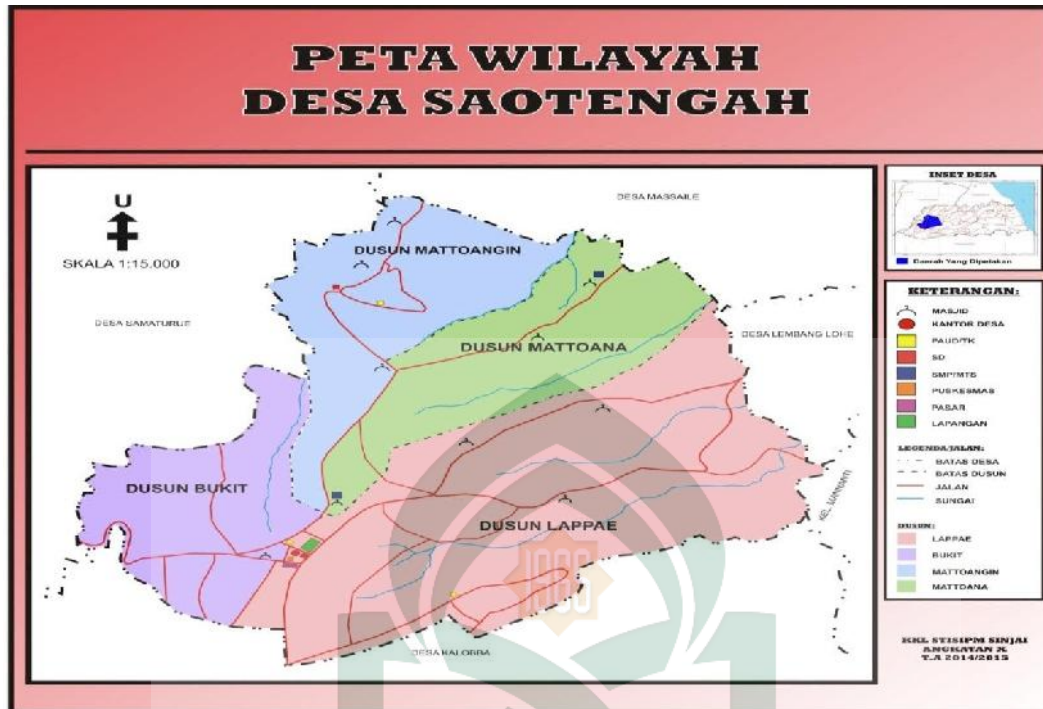 PETA WILAYAH
DESA SAOTENGAH
U
SKALA 1:15.000
DESA MASSAILE
DUSUN MATTOANGIN
DESA SAMATURUE
DESA LEMBANG LOHE
DUSUN MATTOANA
DUSUN BUKIT
DUSUN LAPPAE
DESA KALOBBA
INSET DESA
Daerah Yang Dipetakan
KETERANGAN:
MASJID
KANTOR DESA
PAUD/TK
SD
SMP/MTS
PUSKESMAS
PASAR
LAPANGAN
LEGENDA/JALAN:
BATAS DESA
BATAS DUSUN
JALAN
SUNGAI
DUSUN:
LAPPAE
BUKIT
MATTOANGIN
MATTOANA
KKL STISIPM SINJAI
ANGKATAN X
T.A 2014/2015